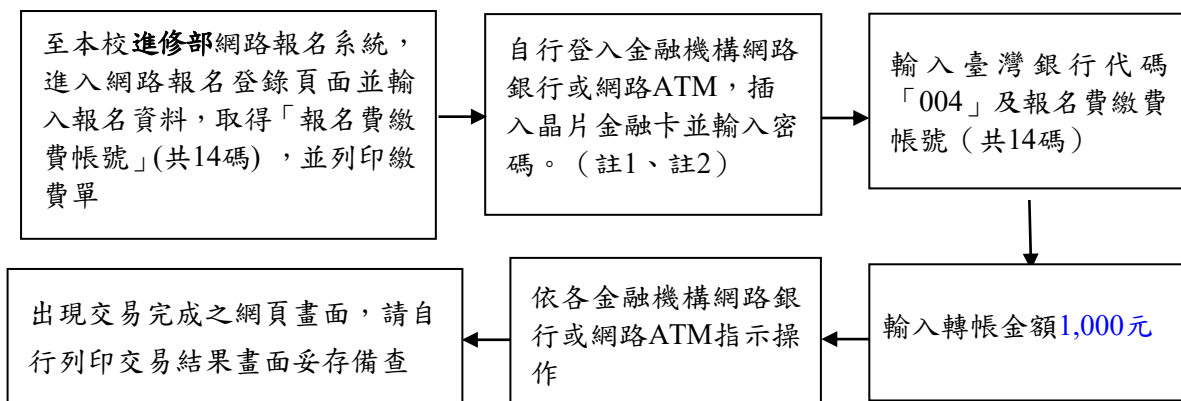 至本校進修部網路報名系統，
進入網路報名登錄頁面並輸
入報名資料，取得「報名費繳
費帳號」(共14碼) ，並列印繳
費單
自行登入金融機構網路
銀行或網路ATM，插
入晶片金融卡並輸入密
碼。（註1、註2）
輸入臺灣銀行代碼
「004」及報名費繳費
帳號（共14碼）
輸入轉帳金額1,000元
依各金融機構網路銀
行或網路ATM指示操
作
出現交易完成之網頁畫面，請自
行列印交易結果畫面妥存備查